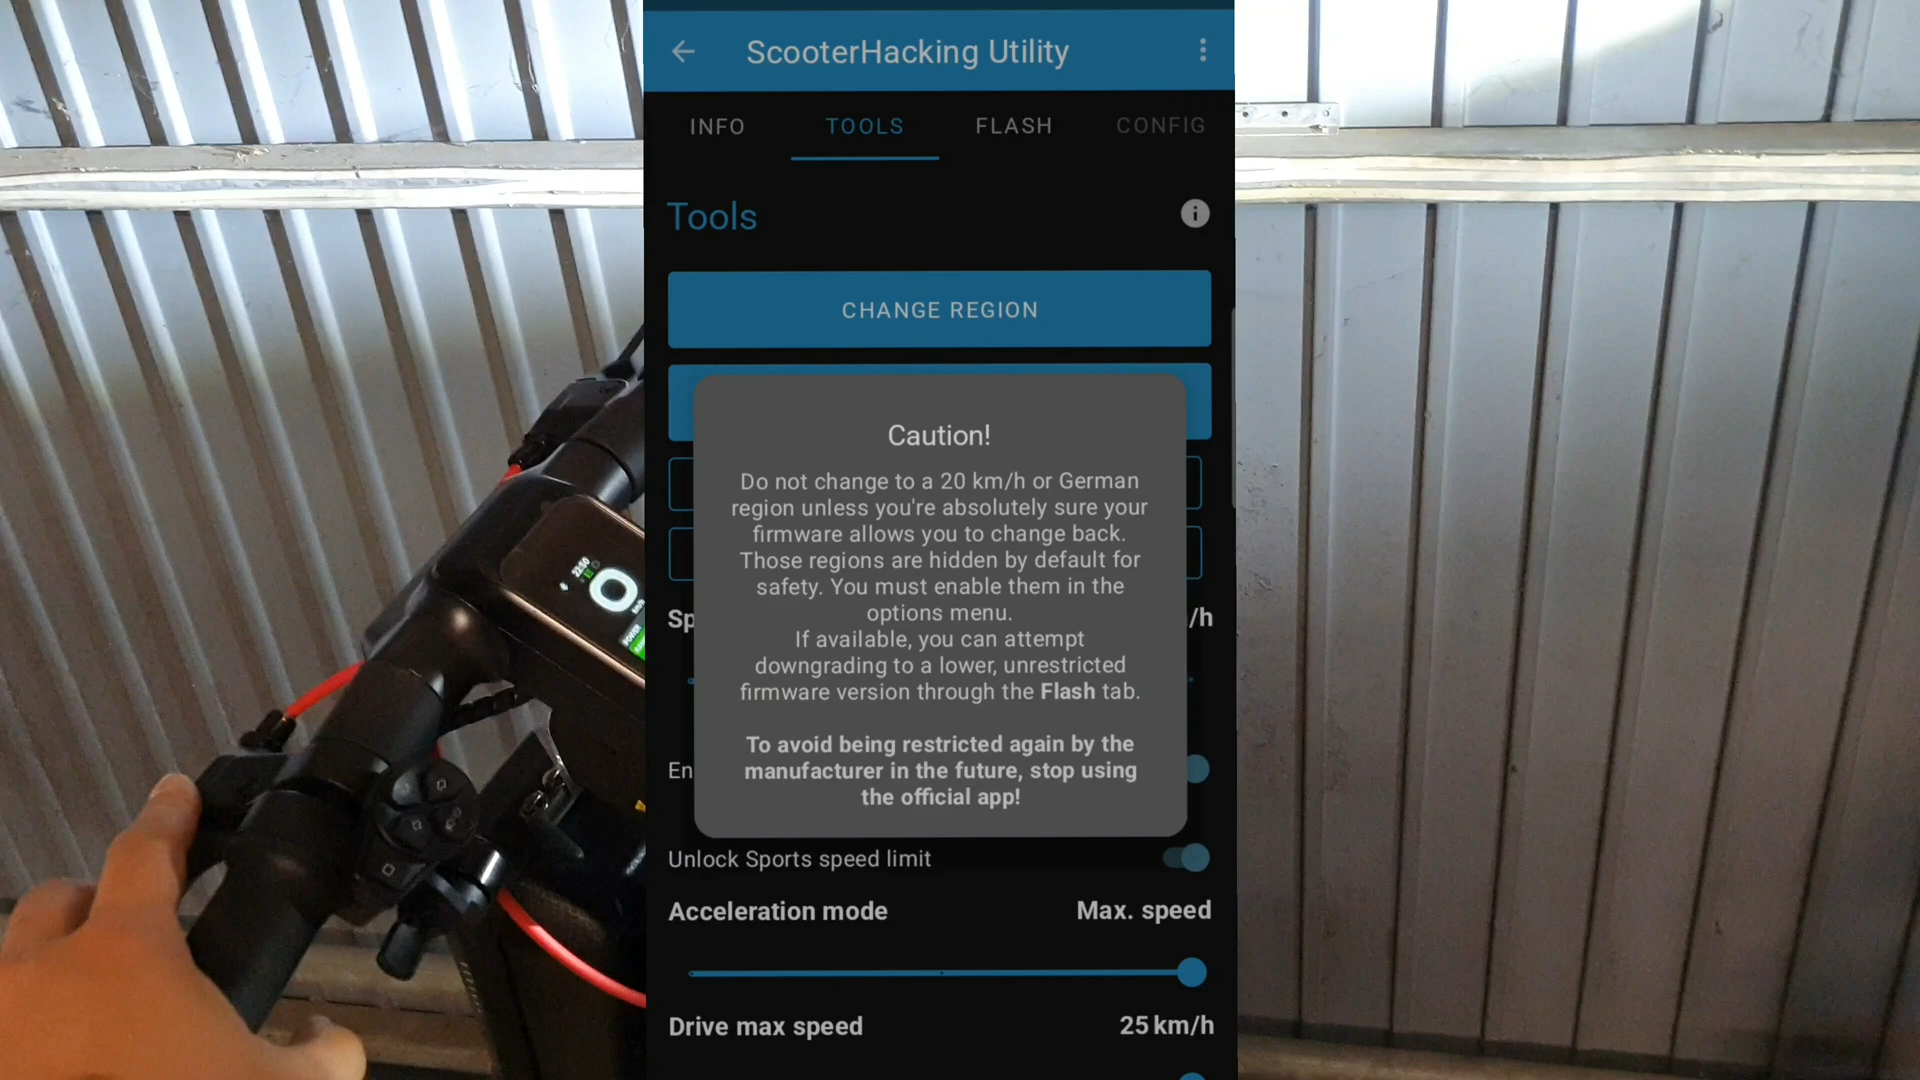 ScooterHacking Utility
INFO TOOLS FLASH CONFIG
Tools
CHANGE REGION
Caution!
Do not change to a 20 km/h or German
region unless you're absolutely sure your
firmware allows you to change back.
Those regions are hidden by default for
safety. You must enable them in the
options menu.
If available, you can attempt
downgrading to a lower, unrestricted
firmware version through the Flash tab.
To avoid being restricted again by the
manufacturer in the future, stop using
the official app!
Sp /h
En
Unlock Sports speed limit
Acceleration mode Max. speed
Drive max speed 25 km/h
0
km/h